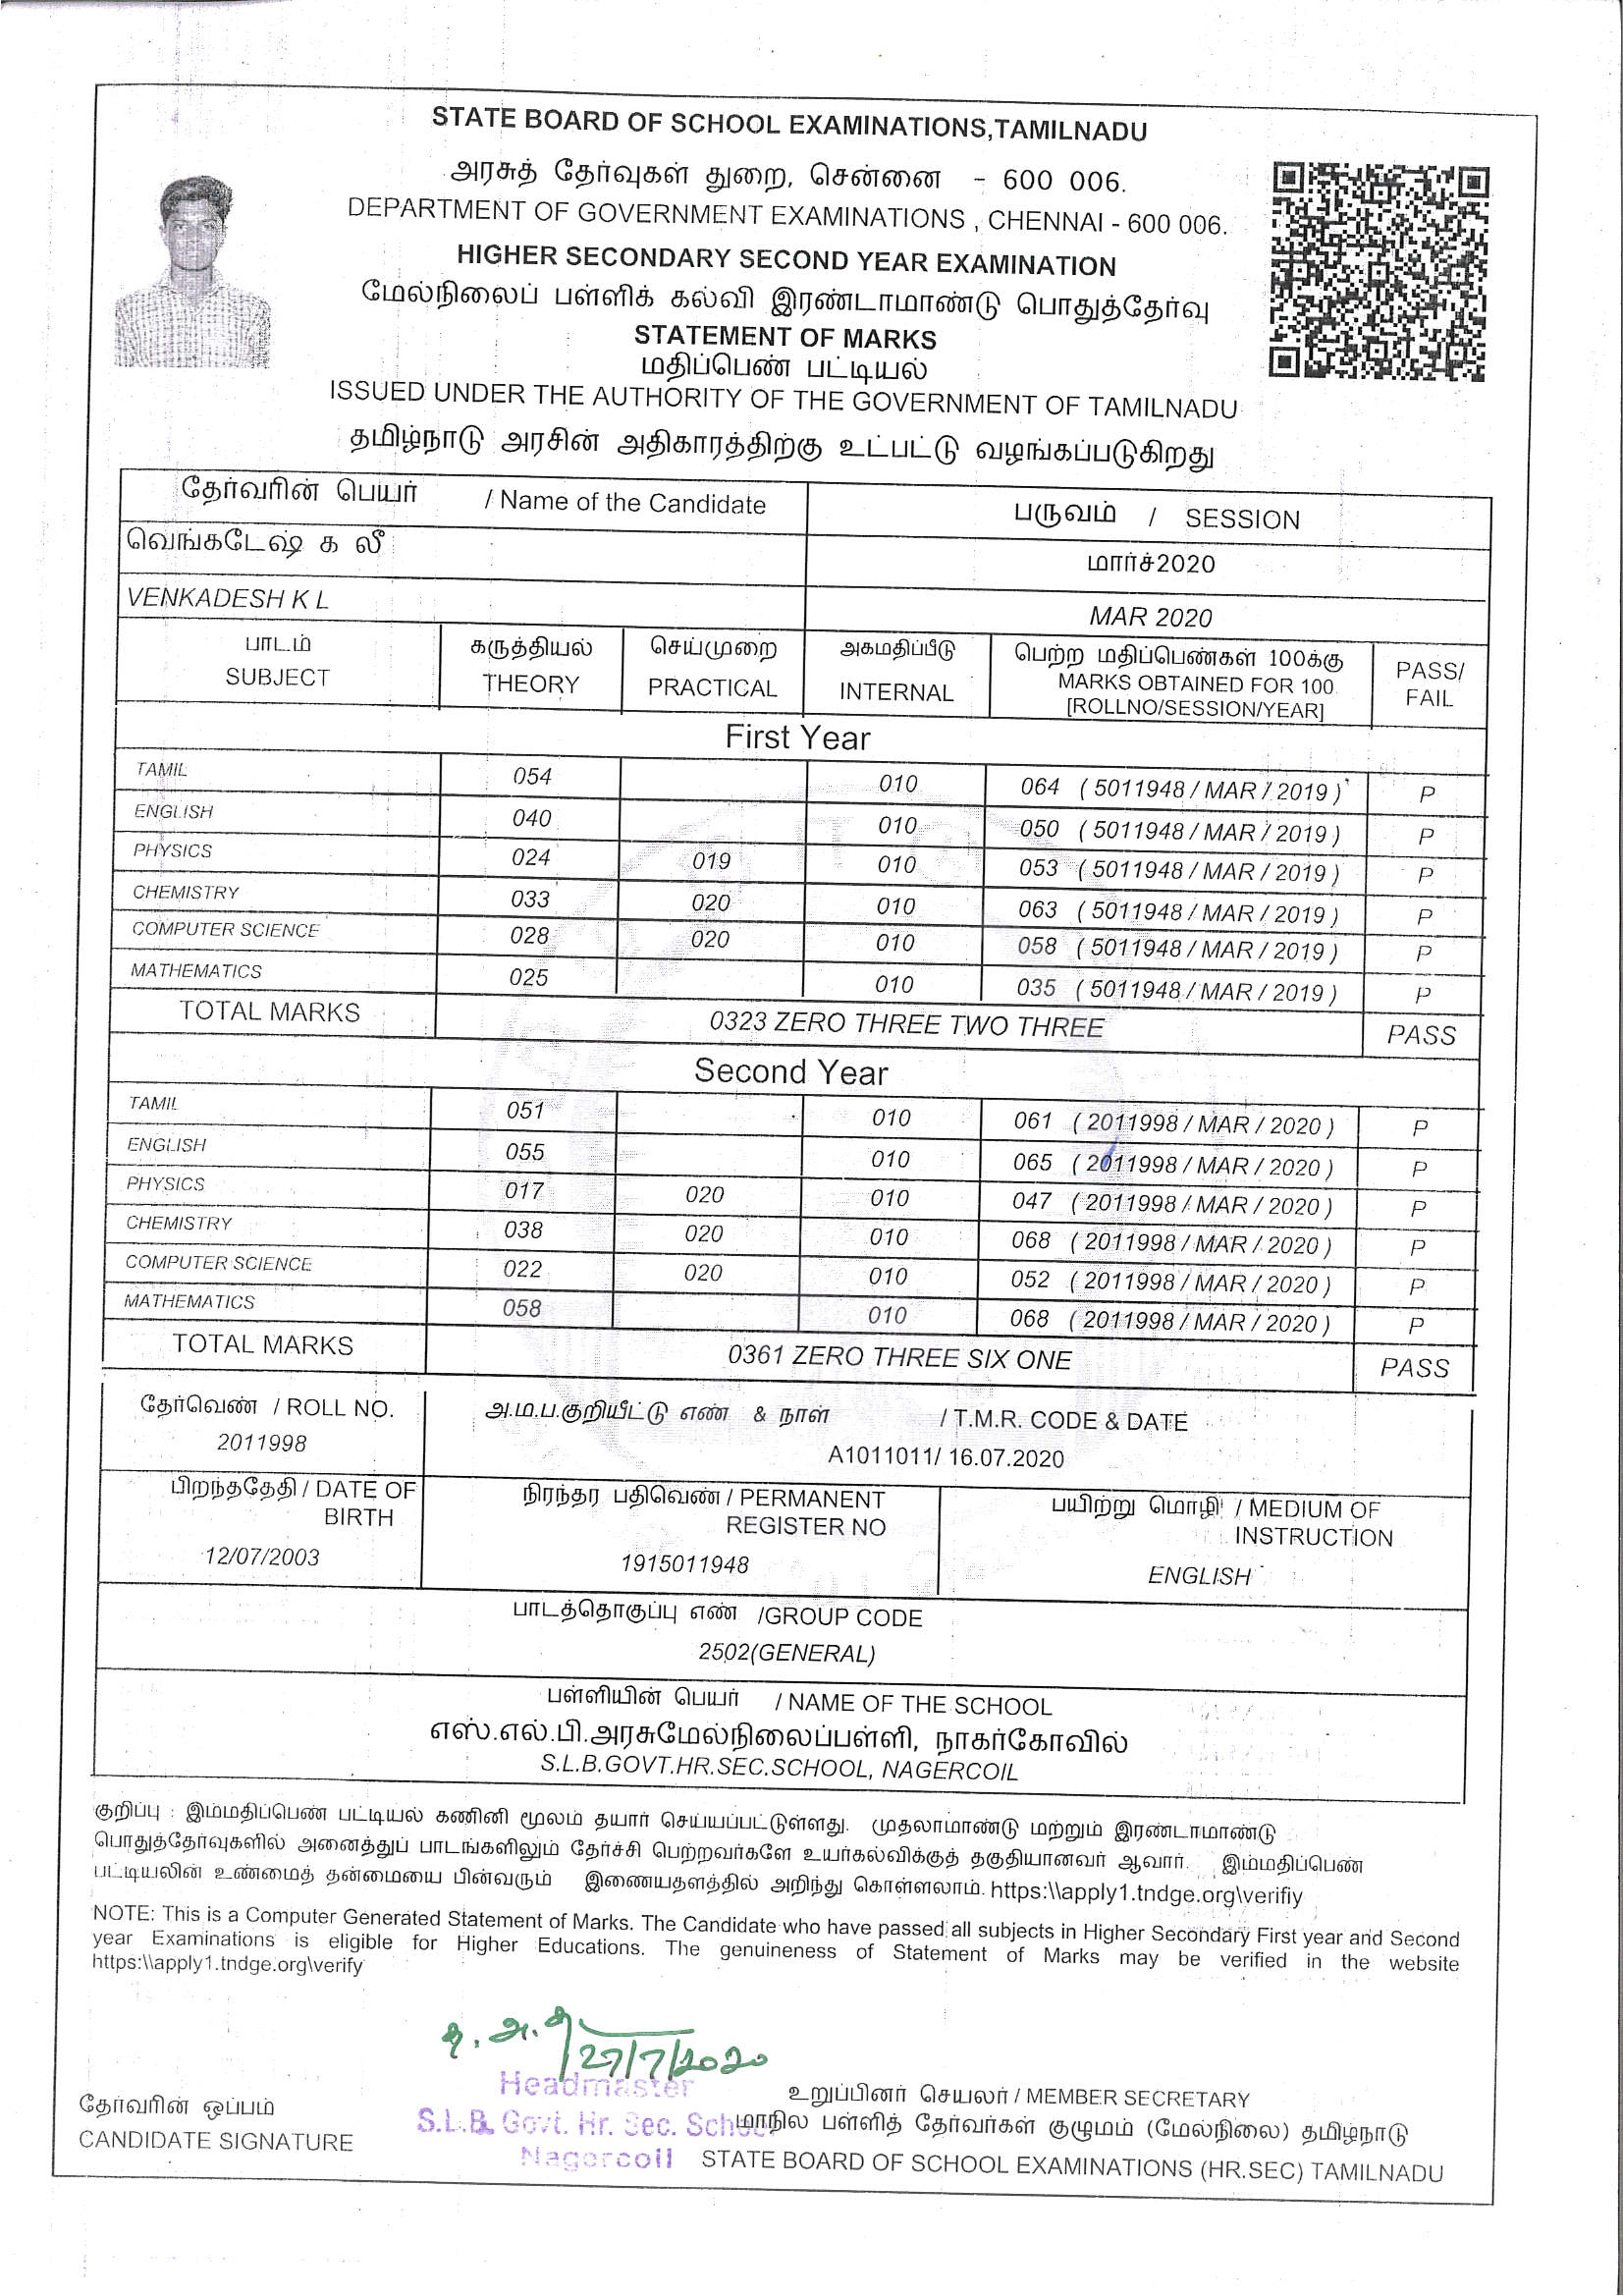 STATE BOARD OF SCHOOL EXAMINATIONS,TAMILNADU
அரசுத் தேர்வுகள் துறை, சென்னை - 600 006.
DEPARTMENT OF GOVERNMENT EXAMINATIONS , CHENNAI - 600 006.
HIGHER SECONDARY SECOND YEAR EXAMINATION
மேல்நிலைப் பள்ளிக் கல்வி இரண்டாமாண்டு பொதுத்தேர்வு
STATEMENT OF MARKS
மதிப்பெண் பட்டியல்
ISSUED UNDER THE AUTHORITY OF THE GOVERNMENT OF TAMILNADU
தமிழ்நாடு அரசின் அதிகாரத்திற்கு உட்பட்டு வழங்கப்படுகிறது
தேர்வரின் பெயர் / Name of the Candidate பருவம் / SESSION
வெங்கடேஷ் க லீ மார்ச்2020
VENKADESH K L MAR 2020
பாடம் கருத்தியல் செய்முறை அகமதிப்பீடு பெற்ற மதிப்பெண்கள் 100க்கு PASS/
SUBJECT THEORY PRACTICAL INTERNAL MARKS OBTAINED FOR 100 FAIL
[ROLLNO/SESSION/YEAR]
First Year
TAMIL 054 010 064 ( 5011948 / MAR / 2019 ) P
ENGLISH 040 010 050 ( 5011948 / MAR / 2019 ) P
PHYSICS 024 019 010 053 ( 5011948 / MAR / 2019 ) P
CHEMISTRY 033 020 010 063 ( 5011948 / MAR / 2019 ) P
COMPUTER SCIENCE 028 020 010 058 ( 5011948 / MAR / 2019 ) P
MATHEMATICS 025 010 035 ( 5011948 / MAR / 2019 ) P
TOTAL MARKS 0323 ZERO THREE TWO THREE PASS
Second Year
TAMIL 051 010 061 ( 2011998 / MAR / 2020 ) P
ENGLISH 055 010 065 ( 2011998 / MAR / 2020 ) P
PHYSICS 017 020 010 047 ( 2011998 / MAR / 2020 ) P
CHEMISTRY 038 020 010 068 ( 2011998 / MAR / 2020 ) P
COMPUTER SCIENCE 022 020 010 052 ( 2011998 / MAR / 2020 ) P
MATHEMATICS 058 010 068 ( 2011998 / MAR / 2020 ) P
TOTAL MARKS 0361 ZERO THREE SIX ONE PASS
தேர்வெண் / ROLL NO. அ.ம.ப.குறியீட்டு எண் & நாள் / T.M.R. CODE & DATE
2011998 A1011011/ 16.07.2020
பிறந்ததேதி / DATE OF BIRTH நிரந்தர பதிவெண் / PERMANENT REGISTER NO பயிற்று மொழி / MEDIUM OF INSTRUCTION
12/07/2003 1915011948 ENGLISH
பாடத்தொகுப்பு எண் /GROUP CODE
2502(GENERAL)
பள்ளியின் பெயர் / NAME OF THE SCHOOL
எஸ்.எல்.பி.அரசுமேல்நிலைப்பள்ளி, நாகர்கோவில்
S.L.B.GOVT.HR.SEC.SCHOOL, NAGERCOIL
குறிப்பு : இம்மதிப்பெண் பட்டியல் கணினி மூலம் தயார் செய்யப்பட்டுள்ளது. முதலாமாண்டு மற்றும் இரண்டாமாண்டு
பொதுத்தேர்வுகளில் அனைத்துப் பாடங்களிலும் தேர்ச்சி பெற்றவர்களே உயர்கல்விக்குத் தகுதியானவர் ஆவார். இம்மதிப்பெண்
பட்டியலின் உண்மைத் தன்மையை பின்வரும் இணையதளத்தில் அறிந்து கொள்ளலாம். https:\\apply1.tndge.org\verifiy
NOTE: This is a Computer Generated Statement of Marks. The Candidate who have passed all subjects in Higher Secondary First year and Second
year Examinations is eligible for Higher Educations. The genuineness of Statement of Marks may be verified in the website
https:\\apply1.tndge.org\verify
27/7/2020
Headmaster
S.L.B. Govt. Hr. Sec. School
Nagercoil
தேர்வரின் ஒப்பம்
CANDIDATE SIGNATURE
உறுப்பினர் செயலர் / MEMBER SECRETARY
மாநில பள்ளித் தேர்வர்கள் குழுமம் (மேல்நிலை) தமிழ்நாடு
STATE BOARD OF SCHOOL EXAMINATIONS (HR.SEC) TAMILNADU